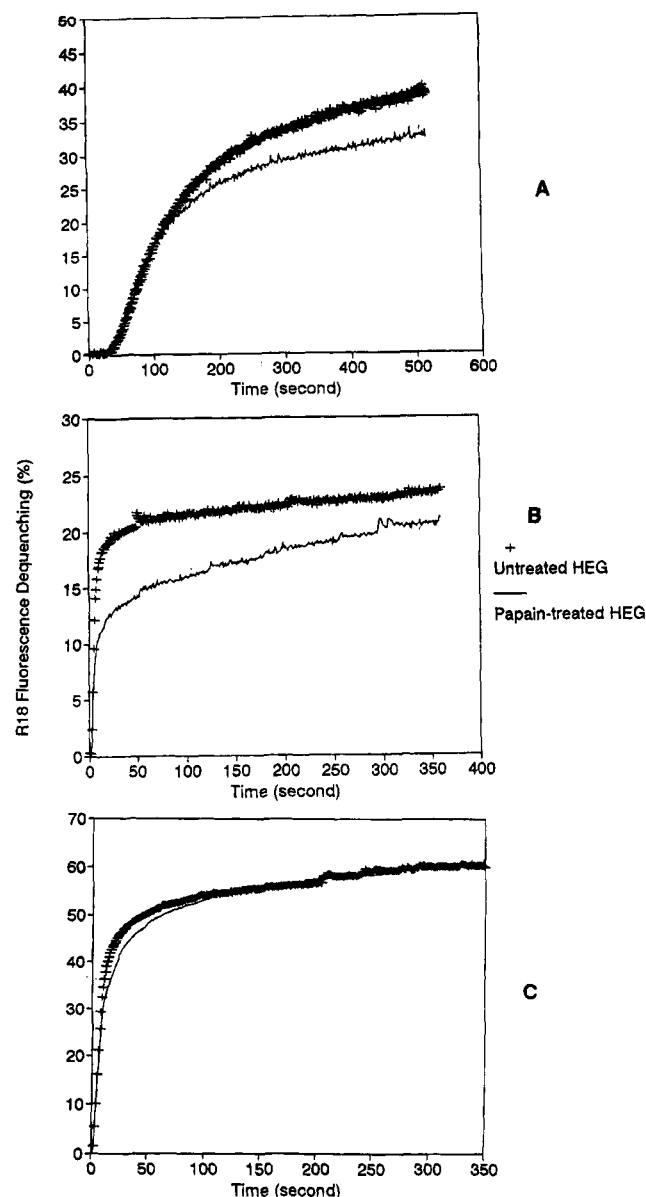 50
45
40
35
30
25
20
15
10
5
0
0 100 200 300 400 500 600
Time (second)
A
R18 Fluorescence Dequenching (%)
30
25
20
15
10
5
0
0 50 100 150 200 250 300 350 400
Time (second)
B
+
Untreated HEG
Papain-treated HEG
70
60
50
40
30
20
10
0
0 50 100 150 200 250 300 350
Time (second)
C